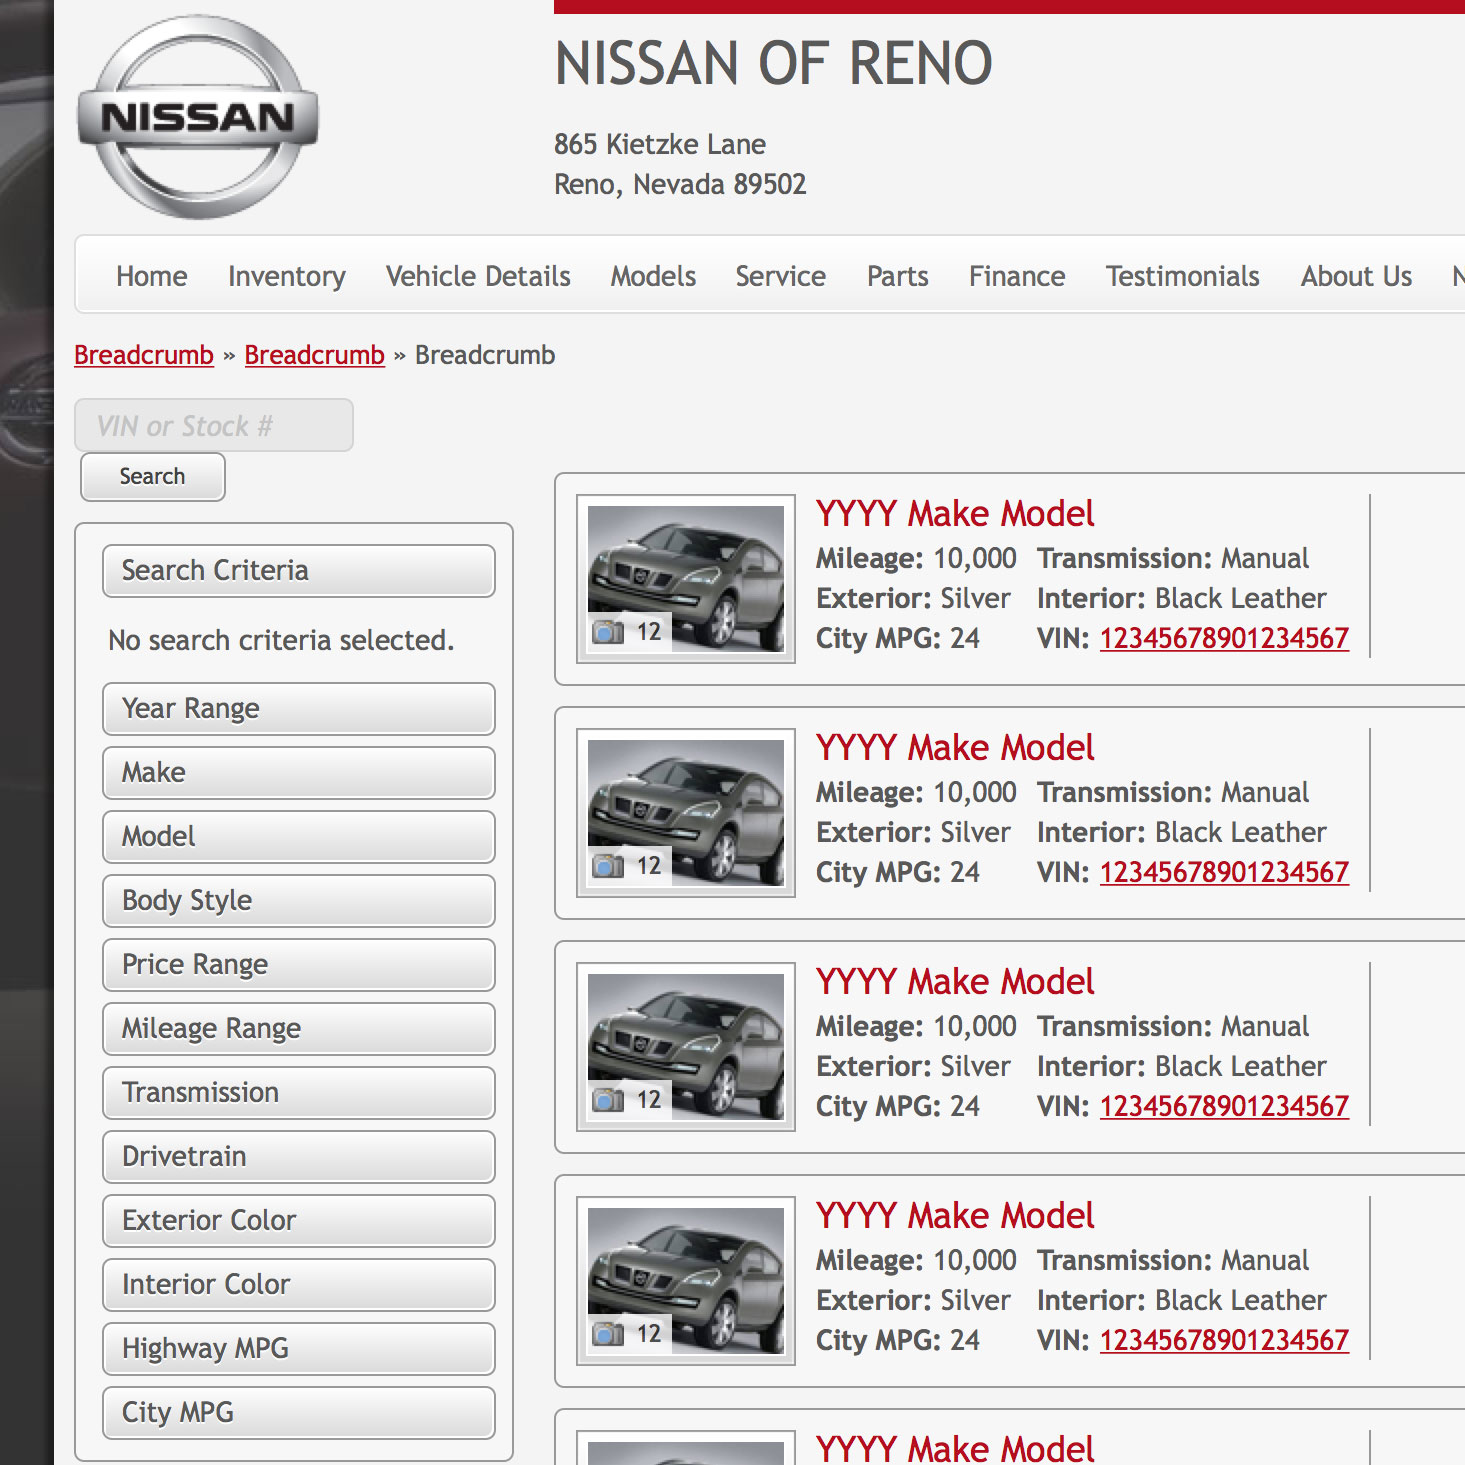 NISSAN
NISSAN OF RENO
865 Kietzke Lane
Reno, Nevada 89502
Home Inventory Vehicle Details Models Service Parts Finance Testimonials About Us N
Breadcrumb » Breadcrumb » Breadcrumb
VIN or Stock #
Search
Search Criteria
No search criteria selected.
Year Range
Make
Model
Body Style
Price Range
Mileage Range
Transmission
Drivetrain
Exterior Color
Interior Color
Highway MPG
City MPG
YYYY Make Model
Mileage: 10,000 Transmission: Manual
Exterior: Silver Interior: Black Leather
City MPG: 24 VIN: 12345678901234567
12
YYYY Make Model
Mileage: 10,000 Transmission: Manual
Exterior: Silver Interior: Black Leather
City MPG: 24 VIN: 12345678901234567
12
YYYY Make Model
Mileage: 10,000 Transmission: Manual
Exterior: Silver Interior: Black Leather
City MPG: 24 VIN: 12345678901234567
12
YYYY Make Model
Mileage: 10,000 Transmission: Manual
Exterior: Silver Interior: Black Leather
City MPG: 24 VIN: 12345678901234567
12
YYYY Make Model